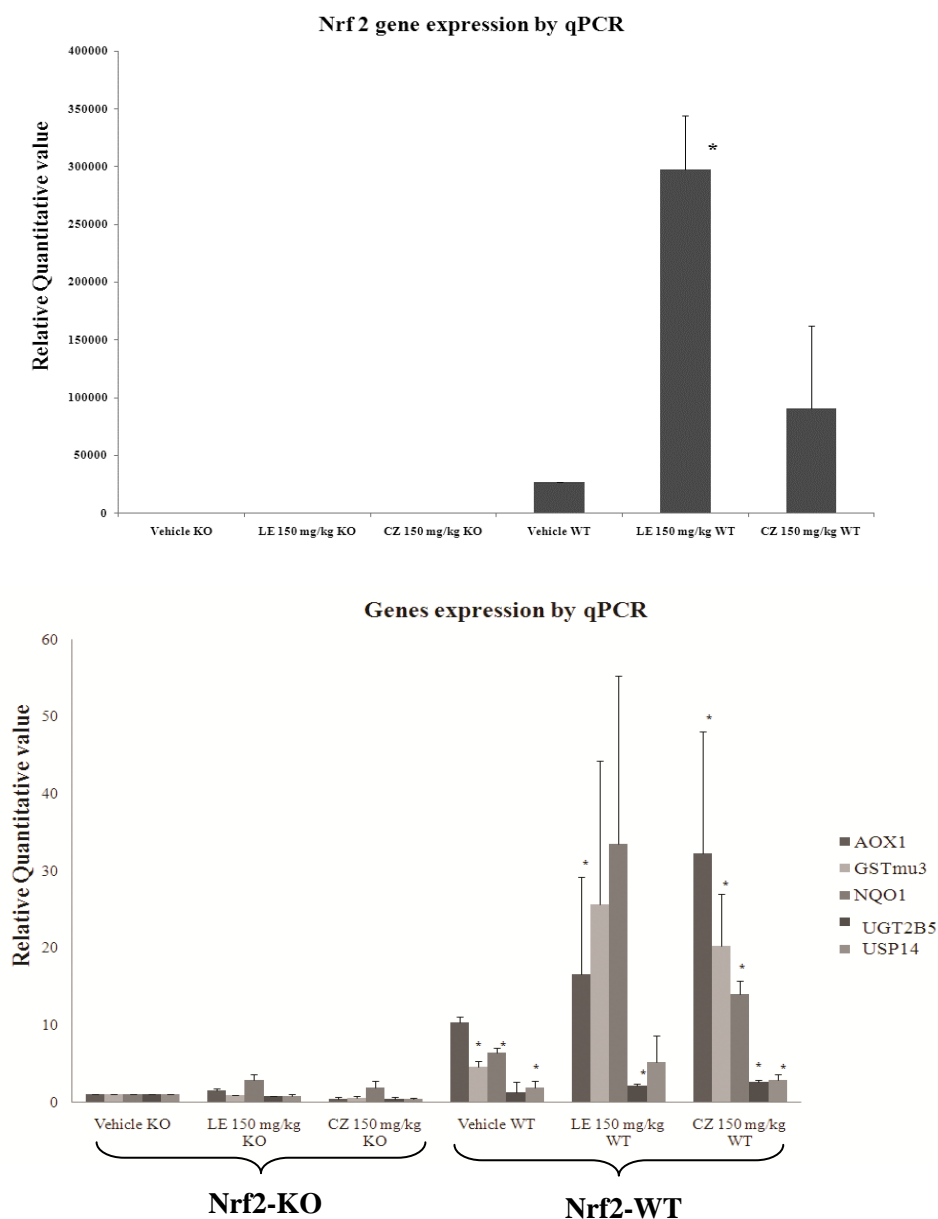 Nrf 2 gene expression by qPCR
Relative Quantitative value
400000
350000
300000
250000
200000
150000
100000
50000
0
*
Vehicle KO
LE 150 mg/kg KO
CZ 150 mg/kg KO
Vehicle WT
LE 150 mg/kg WT
CZ 150 mg/kg WT
Genes expression by qPCR
Relative Quantitative value
60
50
40
30
20
10
0
* * *
* *
* * * * *
AOX1
GSTmu3
NQO1
UGT2B5
USP14
Vehicle KO
LE 150 mg/kg
KO
CZ 150 mg/kg
KO
Vehicle WT
LE 150 mg/kg
WT
CZ 150 mg/kg
WT
Nrf2-KO
Nrf2-WT